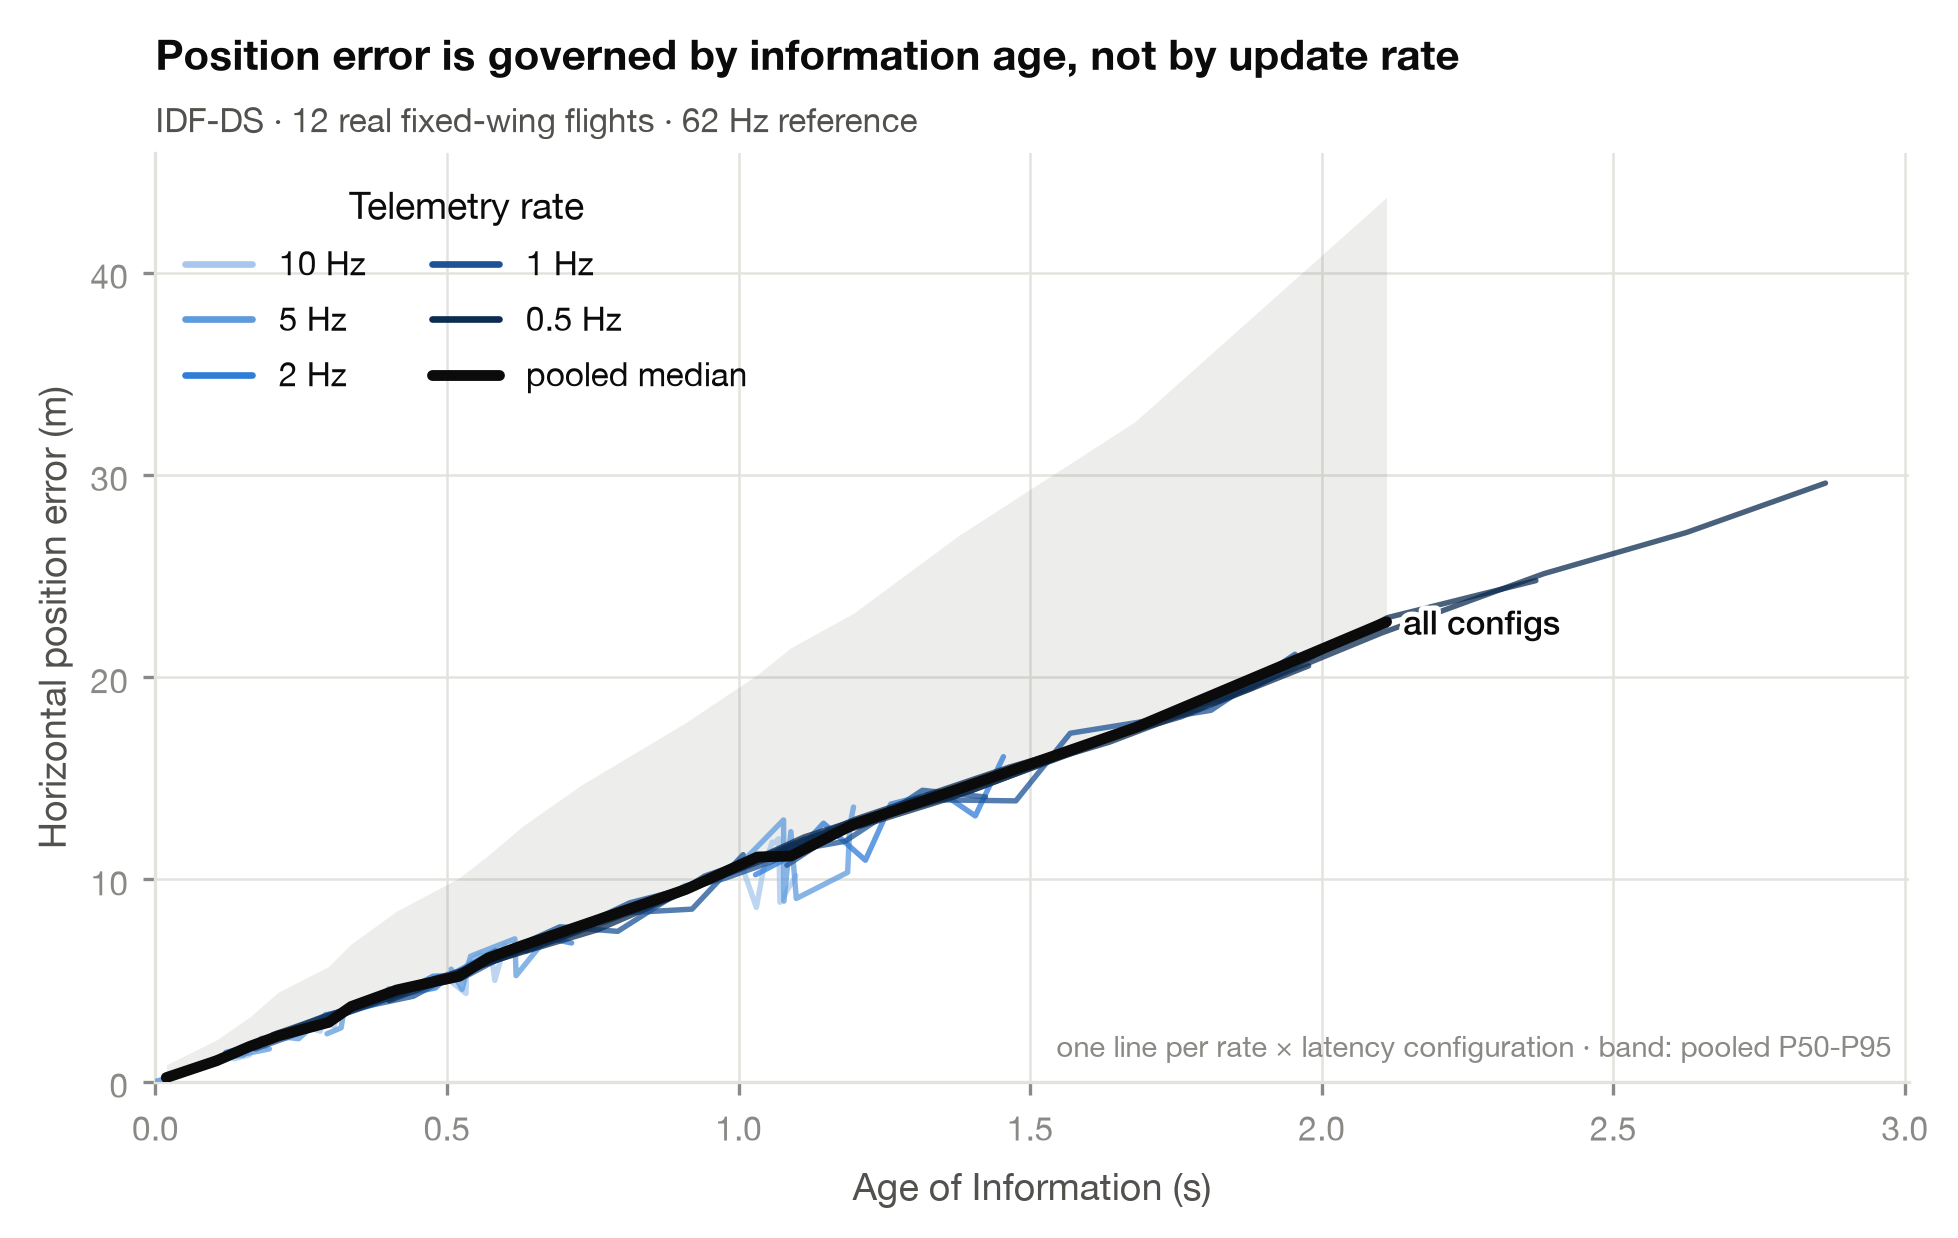 Position error is governed by information age, not by update rate
IDF-DS · 12 real fixed-wing flights · 62 Hz reference
Telemetry rate
10 Hz
5 Hz
2 Hz
1 Hz
0.5 Hz
pooled median
Horizontal position error (m)
40
30
20
10
0
all configs
one line per rate × latency configuration · band: pooled P50-P95
0.0 0.5 1.0 1.5 2.0 2.5 3.0
Age of Information (s)